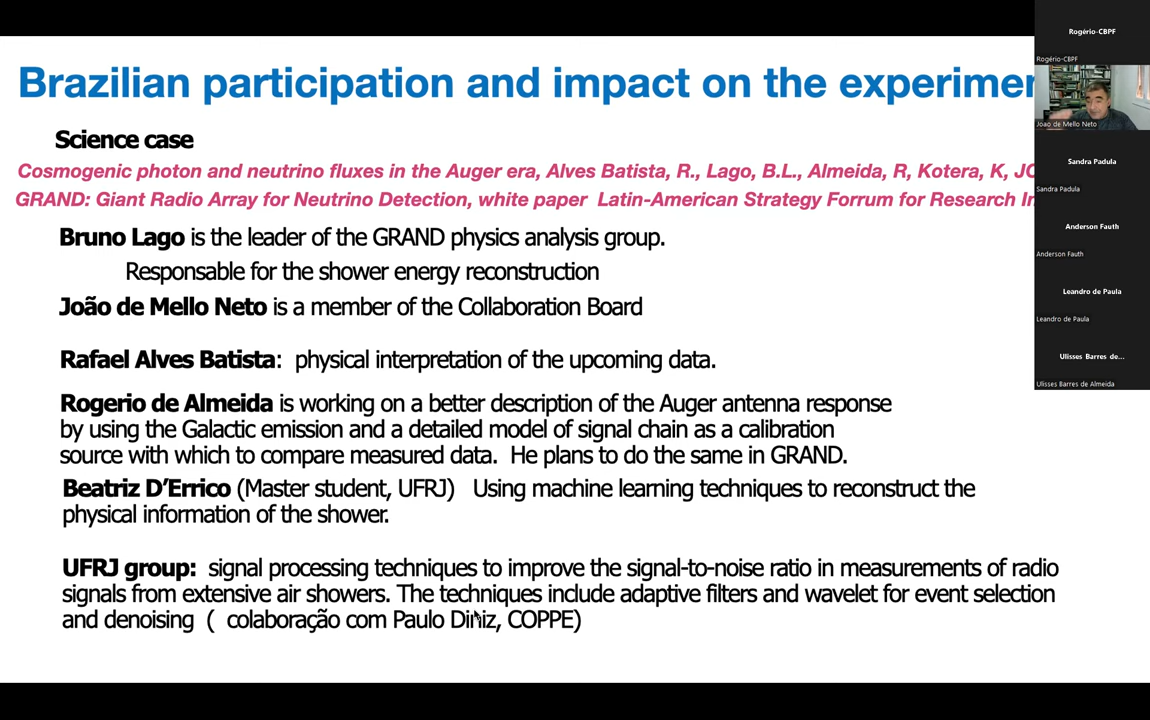 Brazilian participation and impact on the experimen
Science case
Cosmogenic photon and neutrino fluxes in the Auger era, Alves Batista, R., Lago, B.L., Almeida, R, Kotera, K, JC
GRAND: Giant Radio Array for Neutrino Detection, white paper Latin-American Strategy Forrum for Research In
Bruno Lago is the leader of the GRAND physics analysis group.
Responsable for the shower energy reconstruction
João de Mello Neto is a member of the Collaboration Board
Rafael Alves Batista: physical interpretation of the upcoming data.
Rogerio de Almeida is working on a better description of the Auger antenna response
by using the Galactic emission and a detailed model of signal chain as a calibration
source with which to compare measured data. He plans to do the same in GRAND.
Beatriz D'Errico (Master student, UFRJ) Using machine learning techniques to reconstruct the
physical information of the shower.
UFRJ group: signal processing techniques to improve the signal-to-noise ratio in measurements of radio
signals from extensive air showers. The techniques include adaptive filters and wavelet for event selection
and denoising ( colaboração com Paulo Diniz, COPPE)
Rogério-CBPF
Rogério-CBPF
Joao de Mello Neto
Sandra Padula
Sandra Padula
Anderson Fauth
Anderson Fauth
Leandro de Paula
Leandro de Paula
Ulisses Barres de...
Ulisses Barres de Almeida